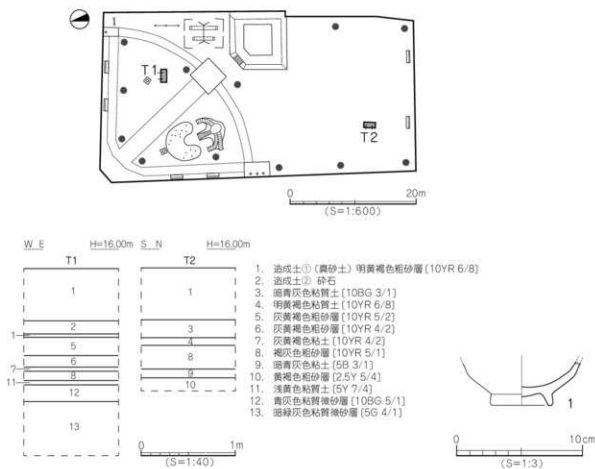 1
T1
T2
0 20m
(S=1:600)
W E H=16.00m S N H=16.00m
T1 T2
1 1
2
3
1
4
5
8
6
7
8
9
11
10
12
13
0 1m
(S=1:40)
1. 造成土① (真砂土) 明黄褐色粗砂層 [10YR 6/8]
2. 造成土② 砕石
3. 暗青灰色粘質土 [10BG 3/1]
4. 明黄褐色粘質土 [10YR 6/8]
5. 灰黄褐色粗砂層 [10YR 5/2]
6. 灰黄褐色粗砂層 [10YR 4/2]
7. 灰黄褐色粘土 [10YR 4/2]
8. 褐灰色粗砂層 [10YR 5/1]
9. 暗青灰色粘土 [5B 3/1]
10. 黄褐色粗砂層 [2.5Y 5/4]
11. 浅黄色粘質土 [5Y 7/4]
12. 青灰色粘質微砂層 [10BG 5/1]
13. 暗緑灰色粘質微砂層 [5G 4/1]
1
0 10cm
(S=1:3)